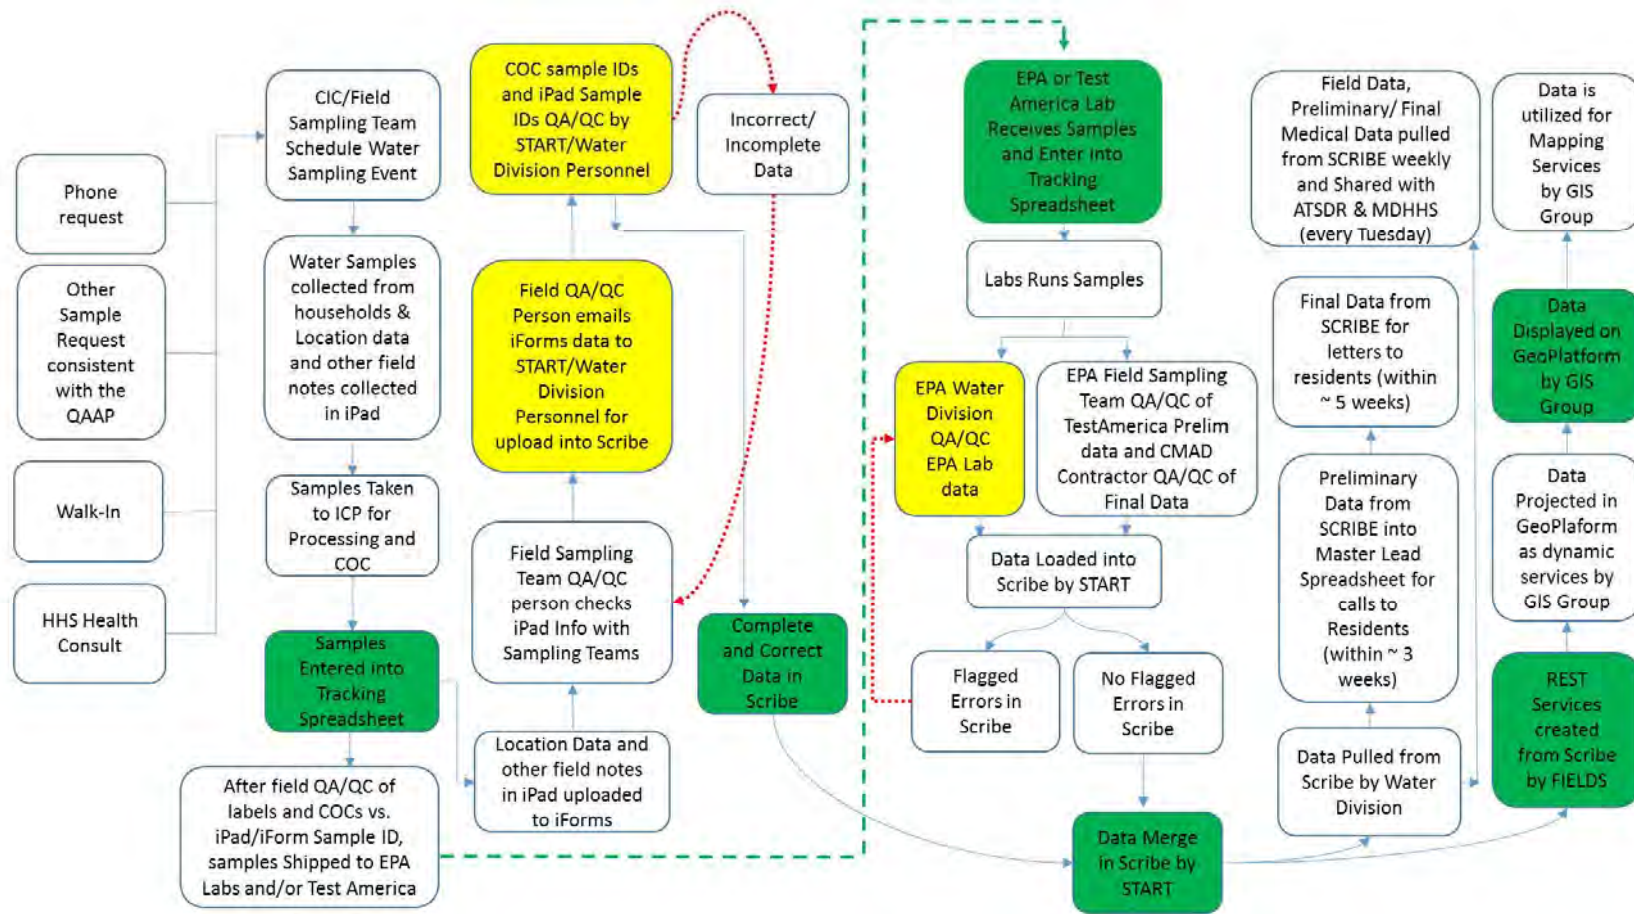 Phone
request
Other
Sample
Request
consistent
with the
QAAP
Walk-In
HHS Health
Consult
CIC/Field
Sampling Team
Schedule Water
Sampling Event
Water Samples
collected from
households &
Location data
and other field
notes collected
in iPad
Samples Taken
to ICP for
Processing and
COC
Samples
Entered into
Tracking
Spreadsheet
After field QA/QC of
labels and COCs vs.
iPad/iForm Sample ID,
samples Shipped to EPA
Labs and/or Test America
COC sample IDs
and iPad Sample
IDs QA/QC by
START/Water
Division Personnel
Field QA/QC
Person emails
iForms data to
START/Water
Division
Personnel for
upload into Scribe
Field Sampling
Team QA/QC
person checks
iPad Info with
Sampling Teams
Location Data and
other field notes
in iPad uploaded
to iForms
Incorrect/
Incomplete
Data
Complete
and Correct
Data in
Scribe
EPA or Test
America Lab
Receives Samples
and Enter into
Tracking
Spreadsheet
Labs Runs Samples
EPA Water
Division
QA/QC
EPA Lab
data
EPA Field Sampling
Team QA/QC of
TestAmerica Prelim
data and CMAD
Contractor QA/QC of
Final Data
Data Loaded into
Scribe by START
Flagged
Errors in
Scribe
No Flagged
Errors in
Scribe
Data Merge
in Scribe by
START
Field Data,
Preliminary/ Final
Medical Data pulled
from SCRIBE weekly
and Shared with
ATSDR & MDHHS
(every Tuesday)
Final Data from
SCRIBE for
letters to
residents (within
~ 5 weeks)
Preliminary
Data from
SCRIBE into
Master Lead
Spreadsheet for
calls to
Residents
(within ~ 3
weeks)
Data Pulled from
Scribe by Water
Division
Data is
utilized for
Mapping
Services
by GIS
Group
Data
Displayed on
GeoPlatform
by GIS
Group
Data
Projected in
GeoPlaform
as dynamic
services by
GIS Group
REST
Services
created
from Scribe
by FIELDS